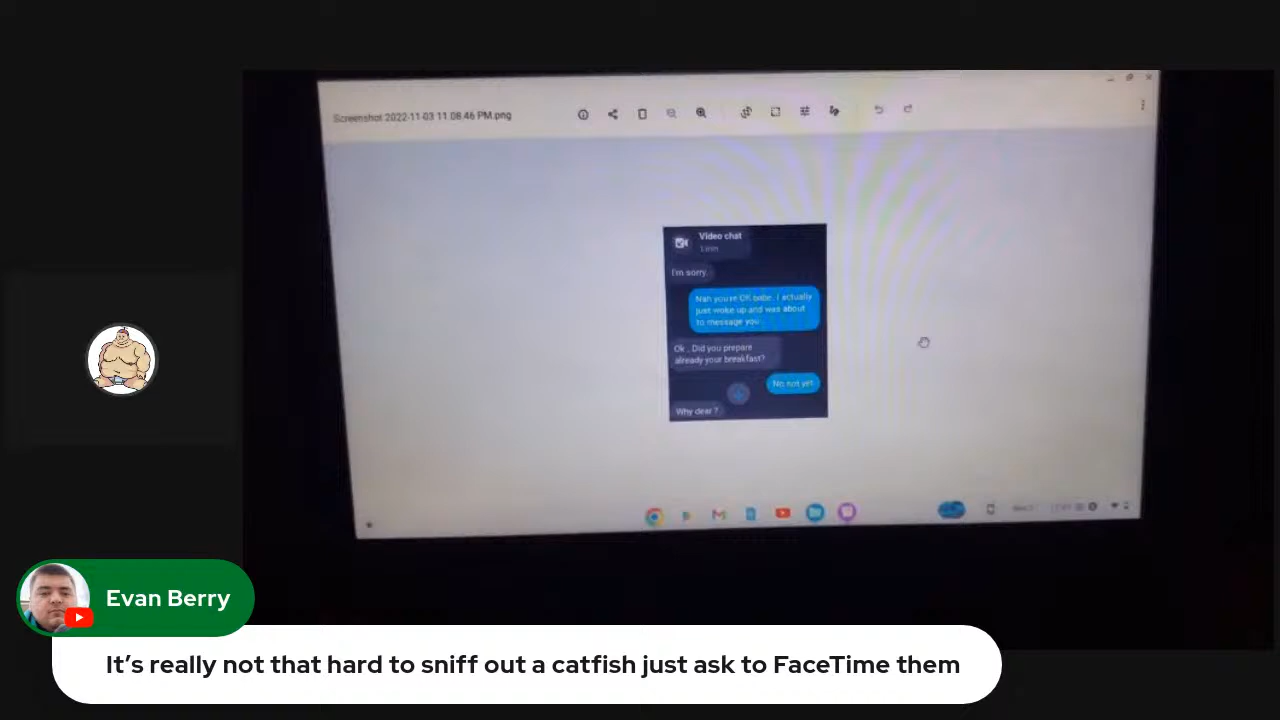 Screenshot 2022-11-03 11.08.46 PM.png
Video chat
1 min
I'm sorry.
Nah you're OK babe. I actually
just woke up and was about
to message you
Ok , Did you prepare
already your breakfast?
No not yet
Why dear ?
Evan Berry
It's really not that hard to sniff out a catfish just ask to FaceTime them